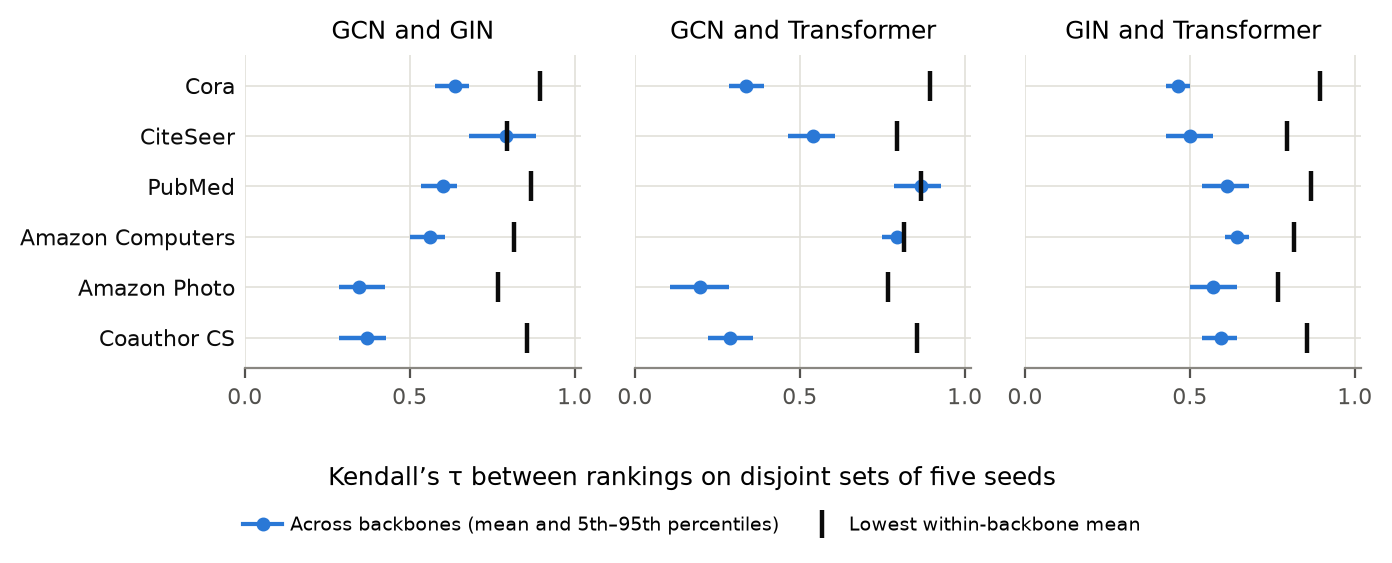 GCN and GIN
GCN and Transformer
GIN and Transformer
Cora
CiteSeer
PubMed
Amazon Computers
Amazon Photo
Coauthor CS
0.0 0.5 1.0 0.0 0.5 1.0 0.0 0.5 1.0
Kendall’s τ between rankings on disjoint sets of five seeds
Across backbones (mean and 5th–95th percentiles)
Lowest within-backbone mean